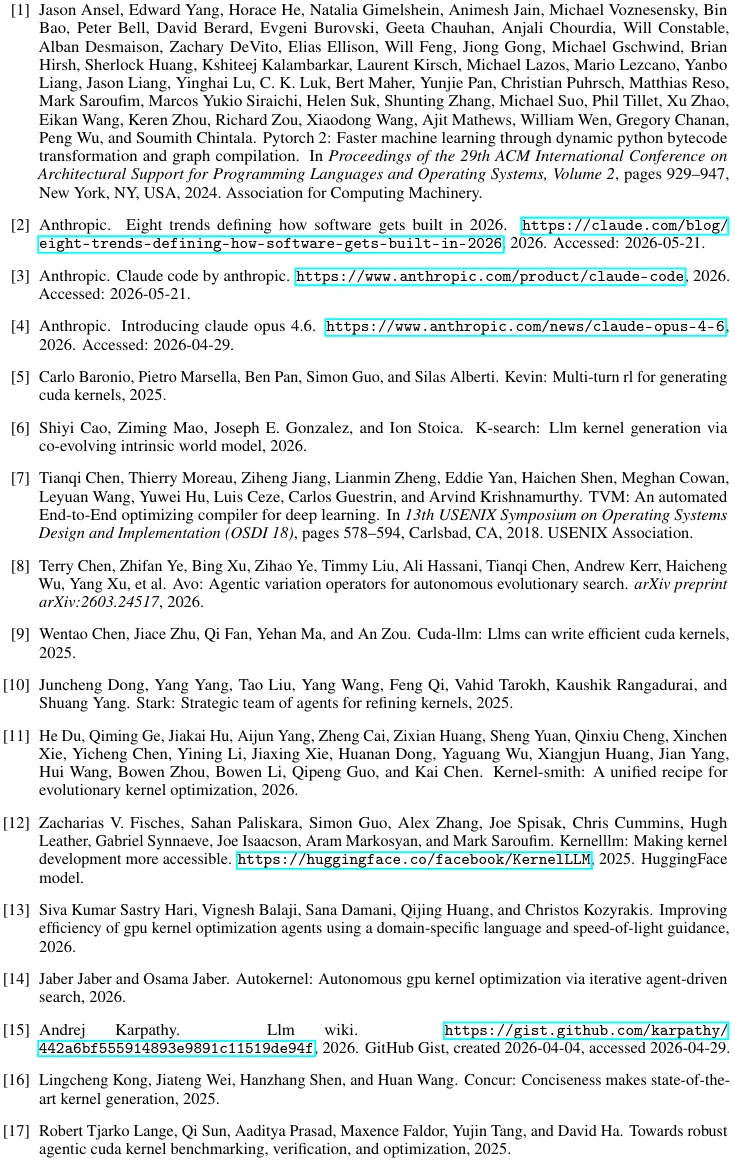 [1] Jason Ansel, Edward Yang, Horace He, Natalia Gimelshein, Animesh Jain, Michael Voznesensky, Bin
Bao, Peter Bell, David Berard, Evgeni Burovski, Geeta Chauhan, Anjali Chourdia, Will Constable,
Alban Desmaison, Zachary DeVito, Elias Ellison, Will Feng, Jiong Gong, Michael Gschwind, Brian
Hirsh, Sherlock Huang, Kshiteej Kalambarkar, Laurent Kirsch, Michael Lazos, Mario Lezcano, Yanbo
Liang, Jason Liang, Yinghai Lu, C. K. Luk, Bert Maher, Yunjie Pan, Christian Puhrsch, Matthias Reso,
Mark Saroufim, Marcos Yukio Siraichi, Helen Suk, Shunting Zhang, Michael Suo, Phil Tillet, Xu Zhao,
Eikan Wang, Keren Zhou, Richard Zou, Xiaodong Wang, Ajit Mathews, William Wen, Gregory Chanan,
Peng Wu, and Soumith Chintala. Pytorch 2: Faster machine learning through dynamic python bytecode
transformation and graph compilation. In Proceedings of the 29th ACM International Conference on
Architectural Support for Programming Languages and Operating Systems, Volume 2, pages 929–947,
New York, NY, USA, 2024. Association for Computing Machinery.
[2] Anthropic. Eight trends defining how software gets built in 2026. https://claude.com/blog/
eight-trends-defining-how-software-gets-built-in-2026, 2026. Accessed: 2026-05-21.
[3] Anthropic. Claude code by anthropic. https://www.anthropic.com/product/claude-code, 2026.
Accessed: 2026-05-21.
[4] Anthropic. Introducing claude opus 4.6. https://www.anthropic.com/news/claude-opus-4-6,
2026. Accessed: 2026-04-29.
[5] Carlo Baronio, Pietro Marsella, Ben Pan, Simon Guo, and Silas Alberti. Kevin: Multi-turn rl for generating
cuda kernels, 2025.
[6] Shiyi Cao, Ziming Mao, Joseph E. Gonzalez, and Ion Stoica. K-search: Llm kernel generation via
co-evolving intrinsic world model, 2026.
[7] Tianqi Chen, Thierry Moreau, Ziheng Jiang, Lianmin Zheng, Eddie Yan, Haichen Shen, Meghan Cowan,
Leyuan Wang, Yuwei Hu, Luis Ceze, Carlos Guestrin, and Arvind Krishnamurthy. TVM: An automated
End-to-End optimizing compiler for deep learning. In 13th USENIX Symposium on Operating Systems
Design and Implementation (OSDI 18), pages 578–594, Carlsbad, CA, 2018. USENIX Association.
[8] Terry Chen, Zhifan Ye, Bing Xu, Zihao Ye, Timmy Liu, Ali Hassani, Tianqi Chen, Andrew Kerr, Haicheng
Wu, Yang Xu, et al. Avo: Agentic variation operators for autonomous evolutionary search. arXiv preprint
arXiv:2603.24517, 2026.
[9] Wentao Chen, Jiace Zhu, Qi Fan, Yehan Ma, and An Zou. Cuda-llm: Llms can write efficient cuda kernels,
2025.
[10] Juncheng Dong, Yang Yang, Tao Liu, Yang Wang, Feng Qi, Vahid Tarokh, Kaushik Rangadurai, and
Shuang Yang. Stark: Strategic team of agents for refining kernels, 2025.
[11] He Du, Qiming Ge, Jiakai Hu, Aijun Yang, Zheng Cai, Zixian Huang, Sheng Yuan, Qinxiu Cheng, Xinchen
Xie, Yicheng Chen, Yining Li, Jiaxing Xie, Huanan Dong, Yaguang Wu, Xiangjun Huang, Jian Yang,
Hui Wang, Bowen Zhou, Bowen Li, Qipeng Guo, and Kai Chen. Kernel-smith: A unified recipe for
evolutionary kernel optimization, 2026.
[12] Zacharias V. Fisches, Sahan Paliskara, Simon Guo, Alex Zhang, Joe Spisak, Chris Cummins, Hugh
Leather, Gabriel Synnaeve, Joe Isaacson, Aram Markosyan, and Mark Saroufim. Kernelllm: Making kernel
development more accessible. https://huggingface.co/facebook/KernelLLM, 2025. HuggingFace
model.
[13] Siva Kumar Sastry Hari, Vignesh Balaji, Sana Damani, Qijing Huang, and Christos Kozyrakis. Improving
efficiency of gpu kernel optimization agents using a domain-specific language and speed-of-light guidance,
2026.
[14] Jaber Jaber and Osama Jaber. Autokernel: Autonomous gpu kernel optimization via iterative agent-driven
search, 2026.
[15] Andrej Karpathy. Llm wiki. https://gist.github.com/karpathy/
442a6bf555914893e9891c11519de94f, 2026. GitHub Gist, created 2026-04-04, accessed 2026-04-29.
[16] Lingcheng Kong, Jiateng Wei, Hanzhang Shen, and Huan Wang. Concur: Conciseness makes state-of-the-
art kernel generation, 2025.
[17] Robert Tjarko Lange, Qi Sun, Aaditya Prasad, Maxence Faldor, Yujin Tang, and David Ha. Towards robust
agentic cuda kernel benchmarking, verification, and optimization, 2025.